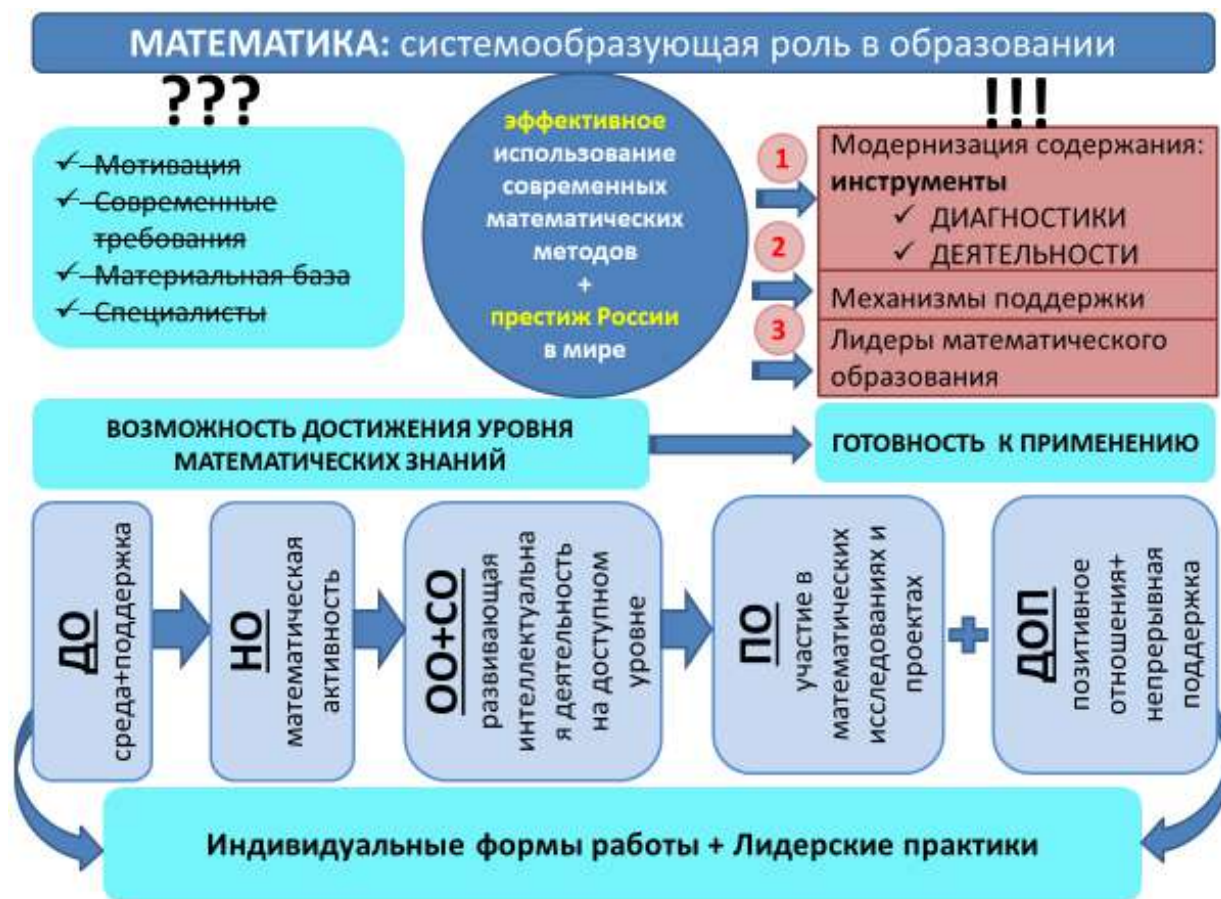 МАТЕМАТИКА: системообразующая роль в образовании
???
✓ Мотивация
✓ Современные
требования
✓ Материальная база
✓ Специалисты
эффективное
использование
современных
математических
методов
+
престиж России
в мире
1
2
3
!!!
Модернизация содержания:
инструменты
✓ ДИАГНОСТИКИ
✓ ДЕЯТЕЛЬНОСТИ
Механизмы поддержки
Лидеры математического
образования
ВОЗМОЖНОСТЬ ДОСТИЖЕНИЯ УРОВНЯ
МАТЕМАТИЧЕСКИХ ЗНАНИЙ
ГОТОВНОСТЬ К ПРИМЕНЕНИЮ
ДО
среда+поддержка
НО
математическая
активность
ОО+СО
развивающая
интеллектуальна
я деятельность
на доступном
уровне
ПО
участие в
математических
исследованиях и
проектах
ДОП
позитивное
отношения+
непрерывная
поддержка
Индивидуальные формы работы + Лидерские практики